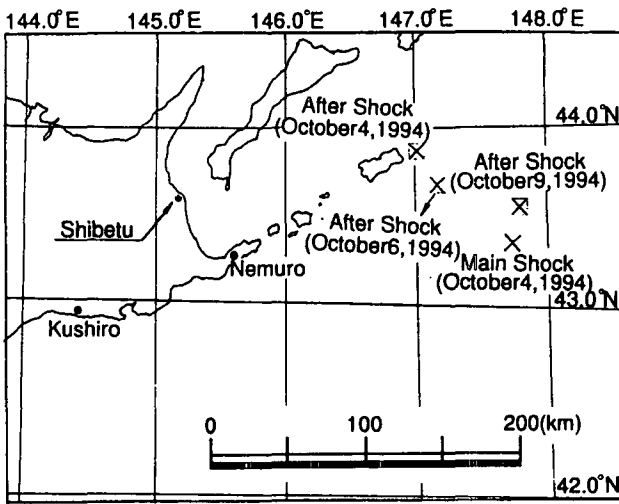 144.0°E 145.0°E 146.0°E 147.0°E 148.0°E
After Shock
(October4,1994)
44.0°N
After Shock
(October9,1994)
Shibetu
After Shock
(October6,1994)
Nemuro
Main Shock
(October4,1994)
43.0°N
Kushiro
0 100 200(km)
42.0°N